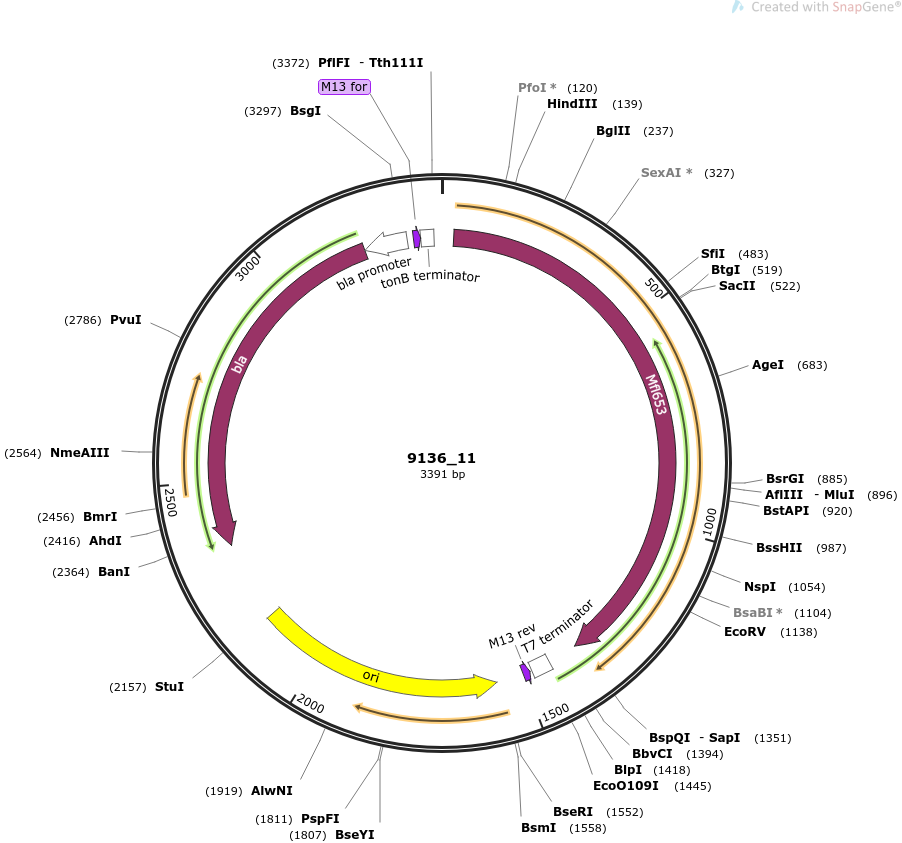 Created with SnapGene®
(3372) PflFI - Tth111I
M13 for
(3297) BsgI
PfoI * (120)
HindIII (139)
BglII (237)
SexAI * (327)
SfiI (483)
BtgI (519)
SacII (522)
AgeI (683)
BsrGI (885)
AflIII - MluI (896)
BstAPI (920)
BssHII (987)
NspI (1054)
BsaBI * (1104)
EcoRV (1138)
BspQI - SapI (1351)
BbvCI (1394)
BlpI (1418)
EcoO109I (1445)
BseRI (1552)
BsmI (1558)
(1807) BseYI
(1811) PspFI
(1919) AlwNI
(2157) StuI
(2364) BanI
(2416) AhdI
(2456) BmrI
(2564) NmeAIII
(2786) PvuI
500
1000
1500
2000
2500
3000
bla promoter
tonB terminator
bla
Mfl653
M13 rev
T7 terminator
ori
9136_11
3391 bp